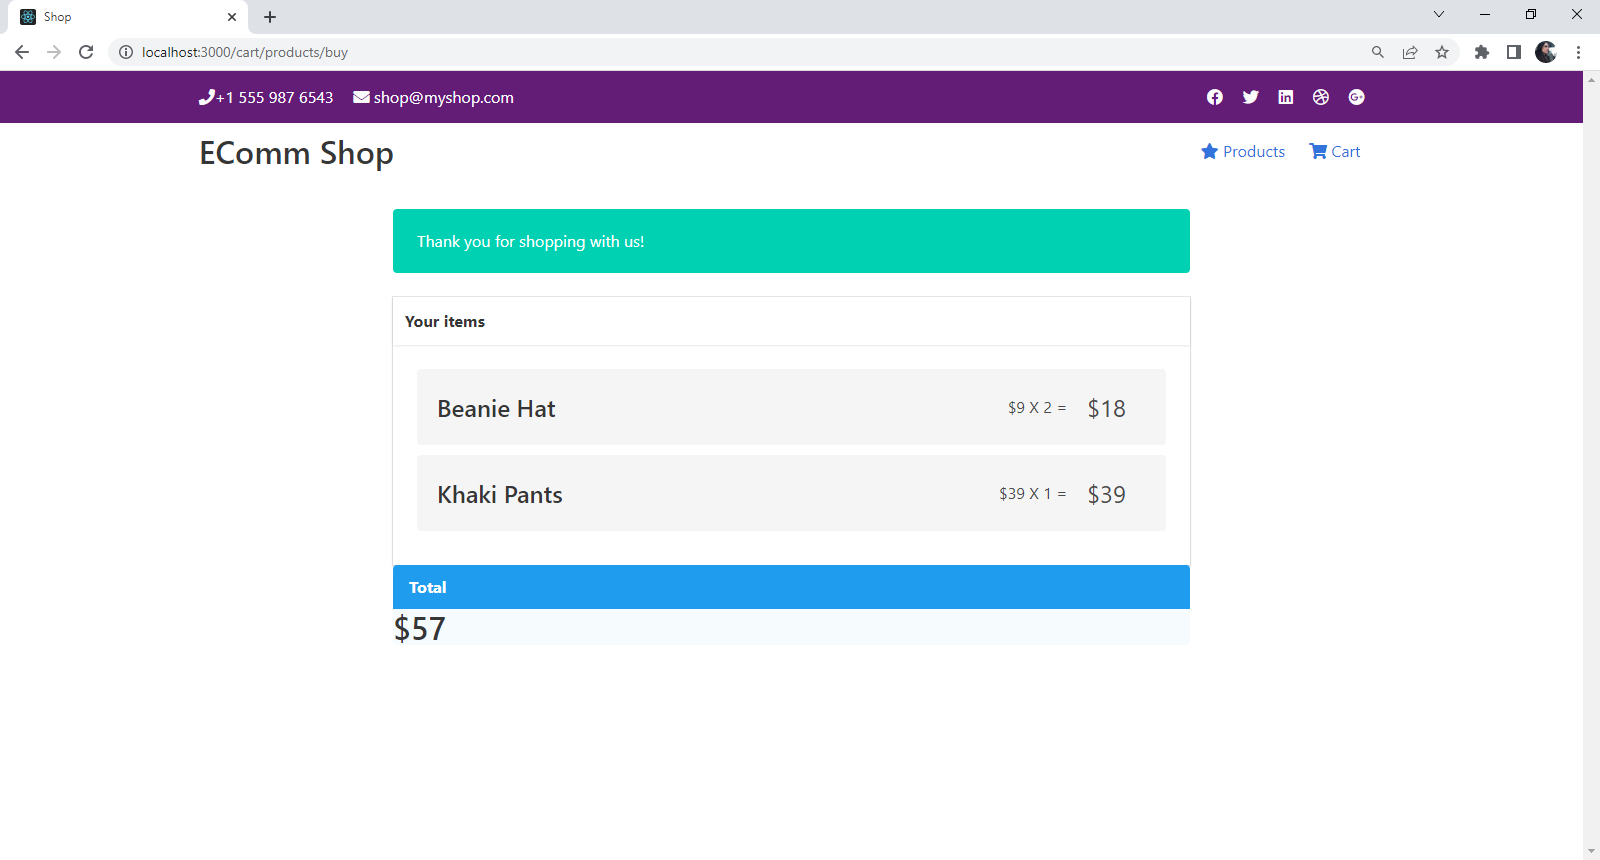 Shop
localhost:3000/cart/products/buy
+1 555 987 6543 shop@myshop.com
EComm Shop
Products Cart
Thank you for shopping with us!
Your items
Beanie Hat $9 X 2 = $18
Khaki Pants $39 X 1 = $39
Total
$57